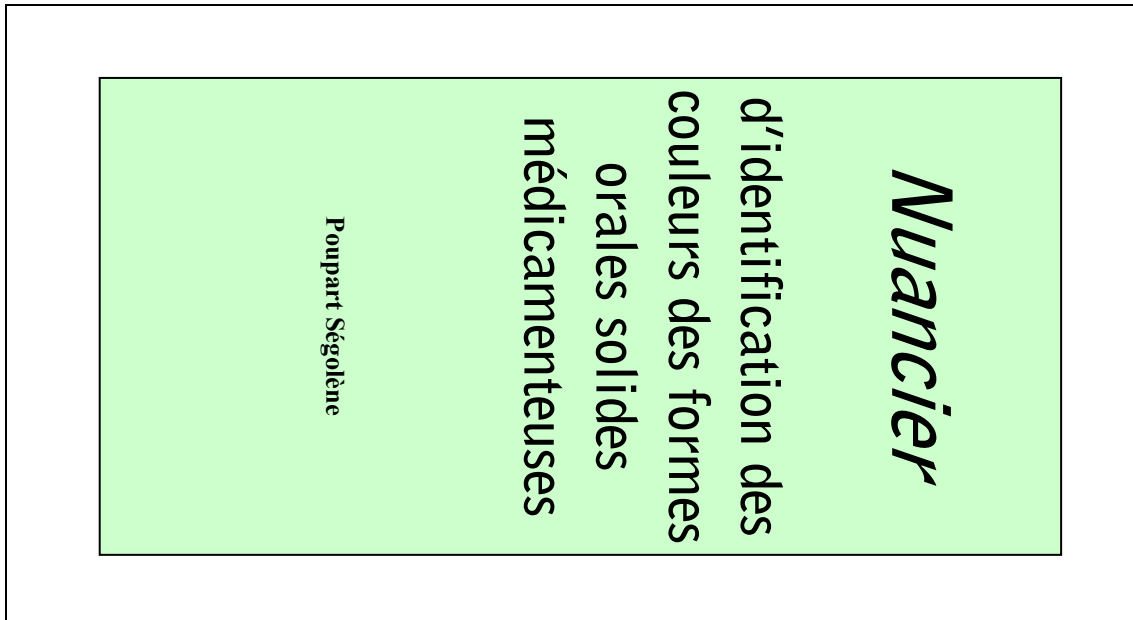 Nuancier
d'identification des
couleurs des formes
orales solides
médicamenteuses
Poupart Ségolène